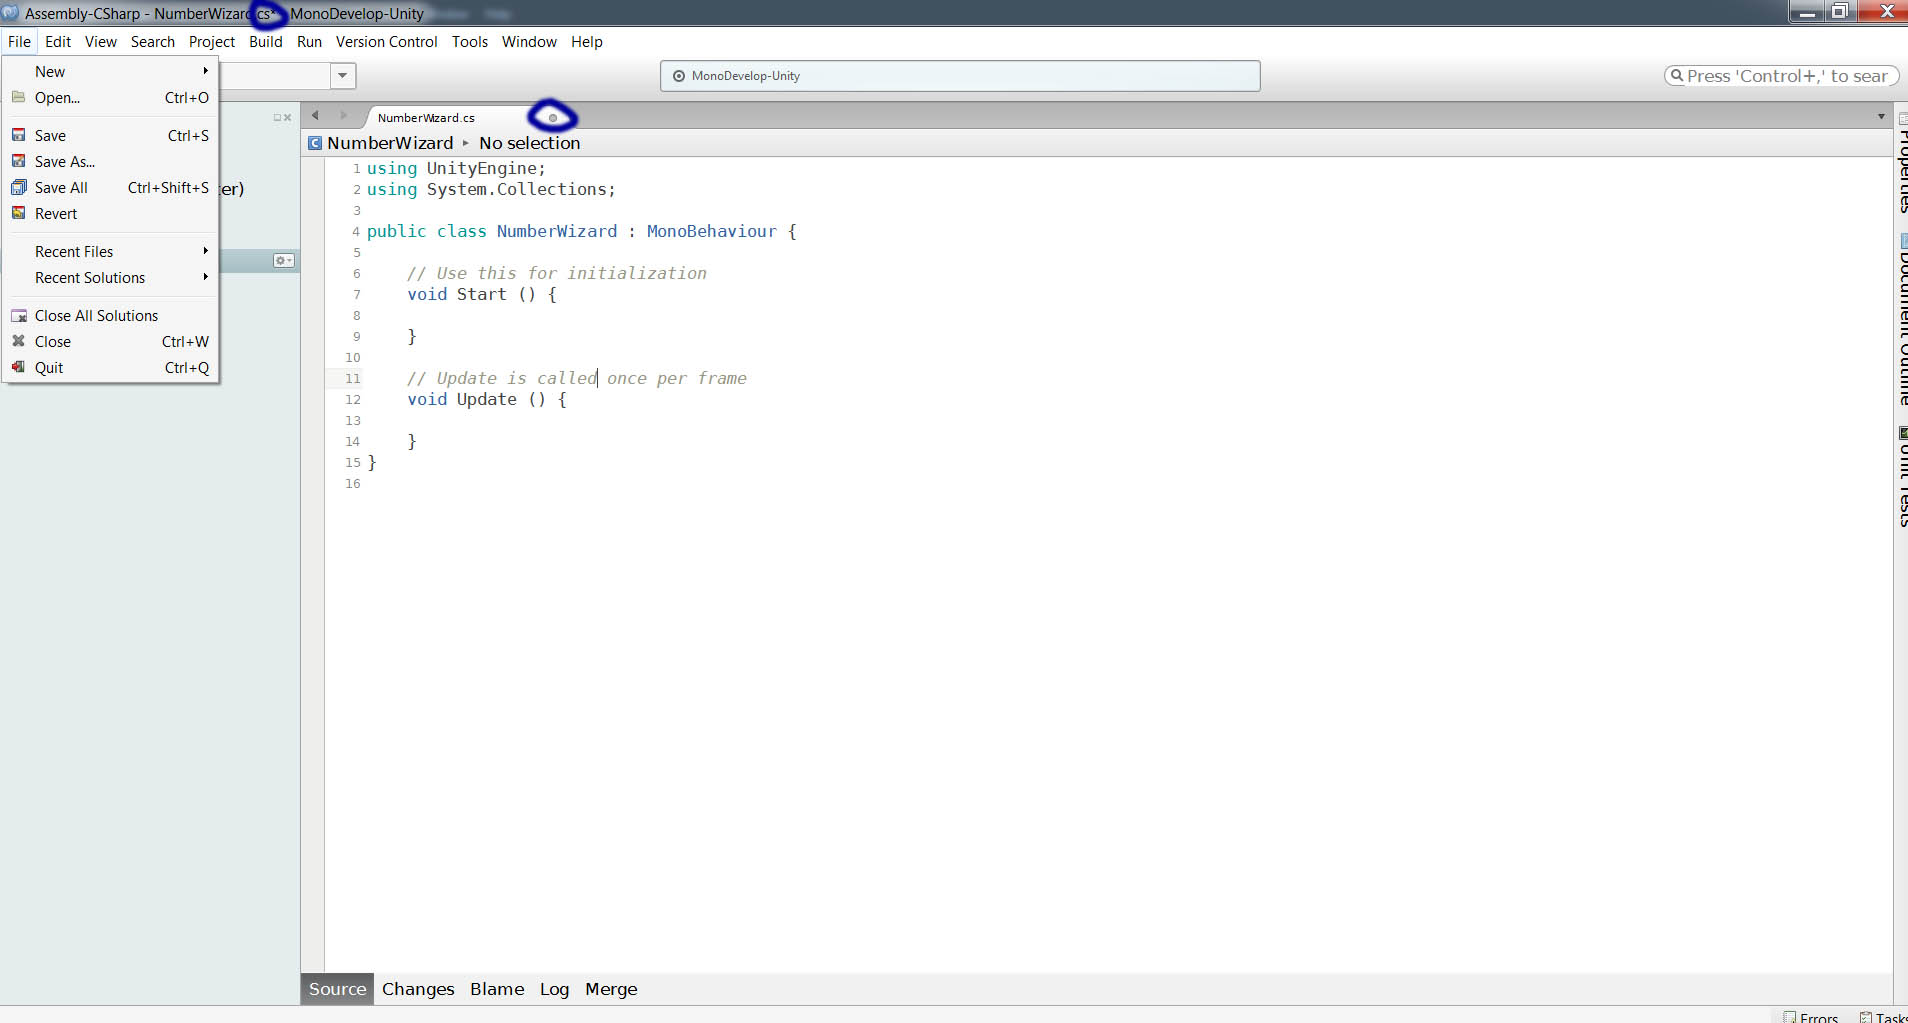 Assembly-CSharp - NumberWizard.cs* - MonoDevelop-Unity
File Edit View Search Project Build Run Version Control Tools Window Help
New
Open... Ctrl+O
Save Ctrl+S
Save As...
Save All Ctrl+Shift+S
Revert
Recent Files
Recent Solutions
Close All Solutions
Close Ctrl+W
Quit Ctrl+Q
er)
MonoDevelop-Unity
Press 'Control+,' to sear
NumberWizard.cs
NumberWizard ▸ No selection
1 using UnityEngine;
2 using System.Collections;
3
4 public class NumberWizard : MonoBehaviour {
5
6 // Use this for initialization
7 void Start () {
8
9 }
10
11 // Update is called once per frame
12 void Update () {
13
14 }
15 }
16
Properties
Document Outline
Unit Tests
Source Changes Blame Log Merge
Errors Tasks